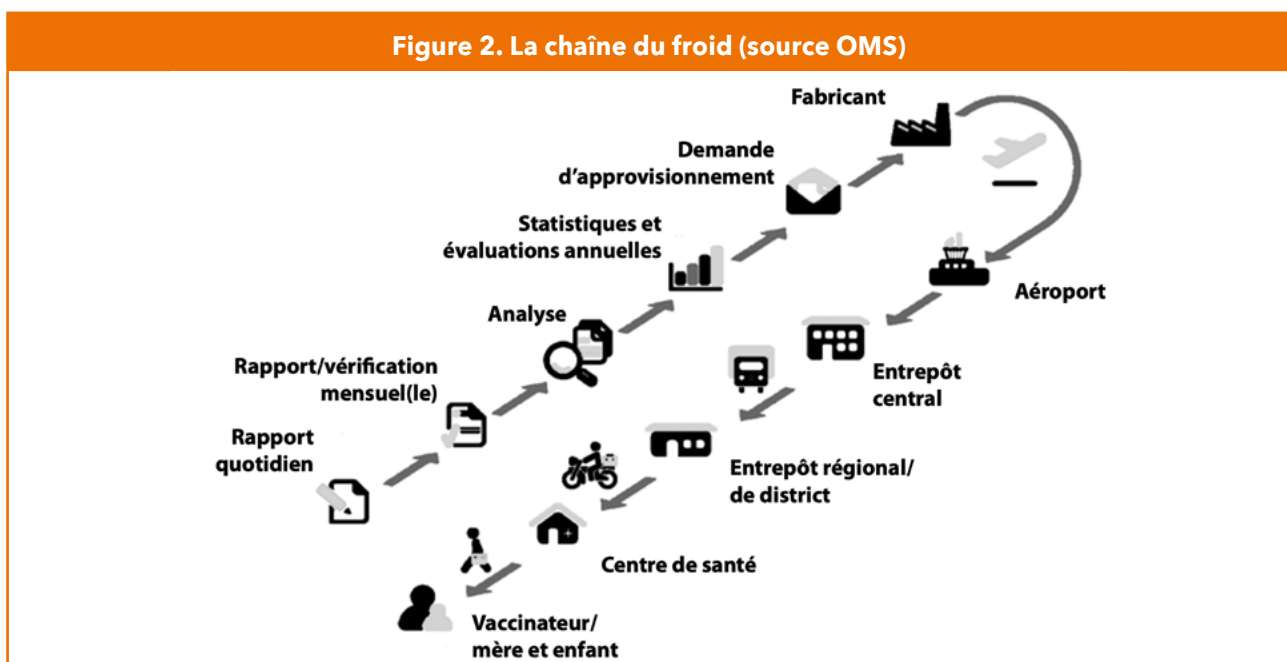 Figure 2. La chaîne du froid (source OMS)
Fabricant
Demande
d'approvisionnement
Statistiques et
évaluations annuelles
Analyse
Rapport/vérification
mensuel(le)
Rapport
quotidien
Aéroport
Entrepôt
central
Entrepôt régional/
de district
Centre de santé
Vaccinateur/
mère et enfant